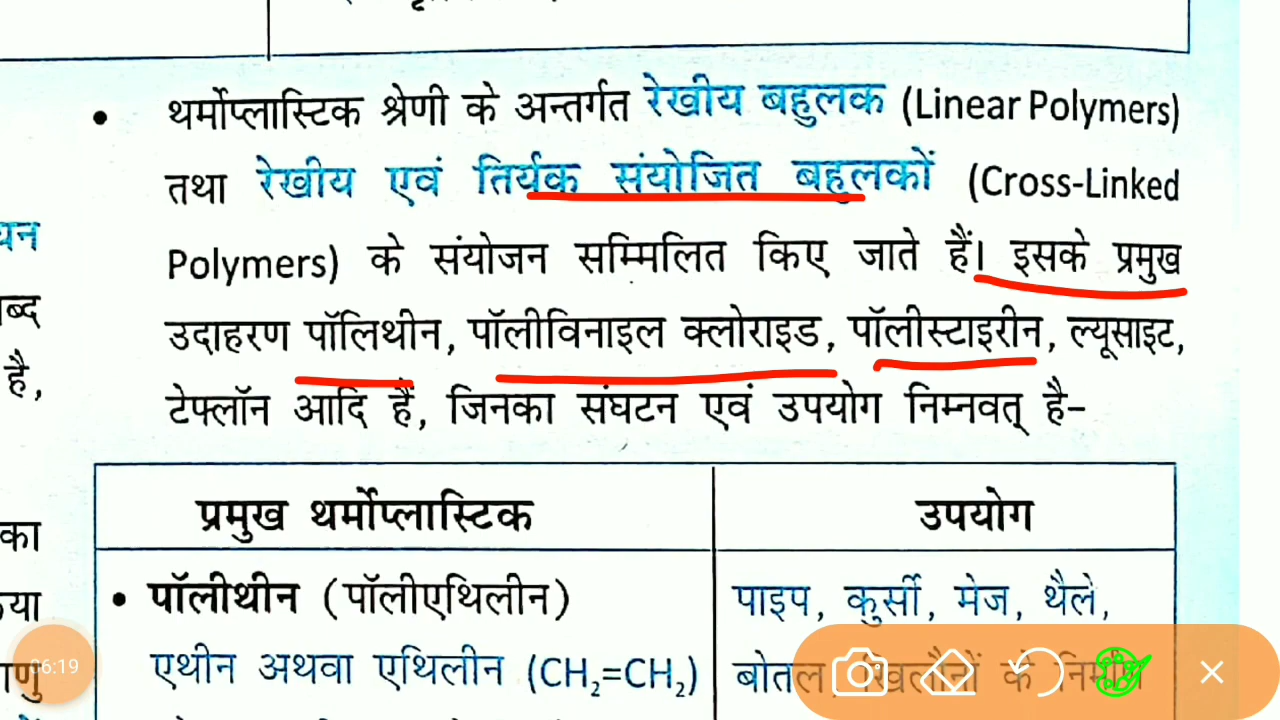 • थर्मोप्लास्टिक श्रेणी के अन्तर्गत रेखीय बहुलक (Linear Polymers)
तथा रेखीय एवं तिर्यक संयोजित बहुलकों (Cross-Linked
Polymers) के संयोजन सम्मिलित किए जाते हैं। इसके प्रमुख
उदाहरण पॉलिथीन, पॉलीविनाइल क्लोराइड, पॉलीस्टाइरीन, ल्यूसाइट,
टेफ्लॉन आदि हैं, जिनका संघटन एवं उपयोग निम्नवत् है–
प्रमुख थर्मोप्लास्टिक
उपयोग
• पॉलीथीन (पॉलीएथिलीन)
एथीन अथवा एथिलीन (CH₂=CH₂)
पाइप, कुर्सी, मेज, थैले,
बोतल, खिलौनों के निर्माण
है,
का
06:19